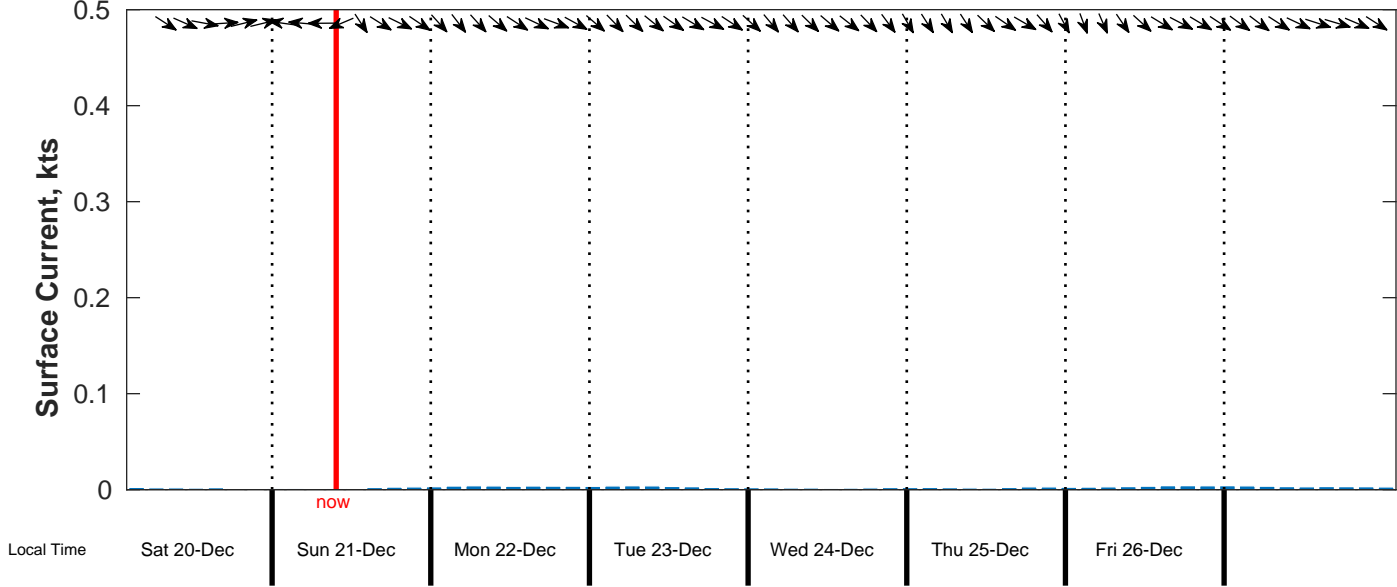 0.5
0.4
0.3
0.2
0.1
0
Surface Current, kts
now
Local Time Sat 20-Dec Sun 21-Dec Mon 22-Dec Tue 23-Dec Wed 24-Dec Thu 25-Dec Fri 26-Dec